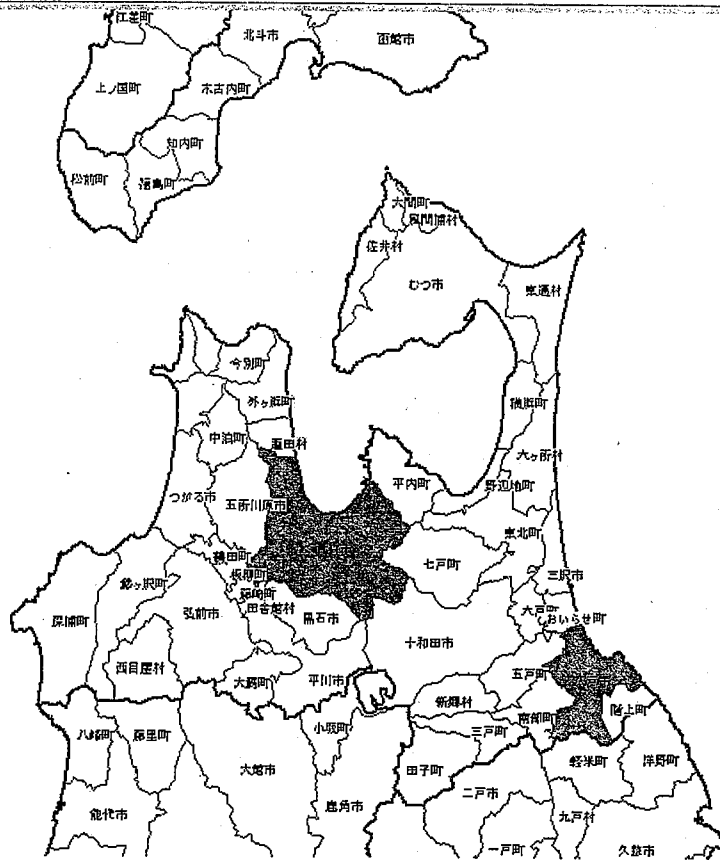 江差町
北斗市
函館市
上ノ国町
木古内町
知内町
松前町
福島町
大間町
風間浦村
佐井村
むつ市
東通村
今別町
外ヶ浜町
横浜町
中泊町
蓬田村
六ヶ所村
平内町
野辺地町
つがる市
五所川原市
東北町
鶴田町
七戸町
板柳町
三沢市
鰺ヶ沢町
藤崎町
田舎館村
六戸町
おいらせ町
深浦町
弘前市
黒石市
十和田市
西目屋村
大鰐町
平川市
五戸町
新郷村
南部町
階上町
八峰町
藤里町
小坂町
三戸町
大館市
田子町
軽米町
洋野町
能代市
鹿角市
二戸市
九戸村
一戸町
久慈市